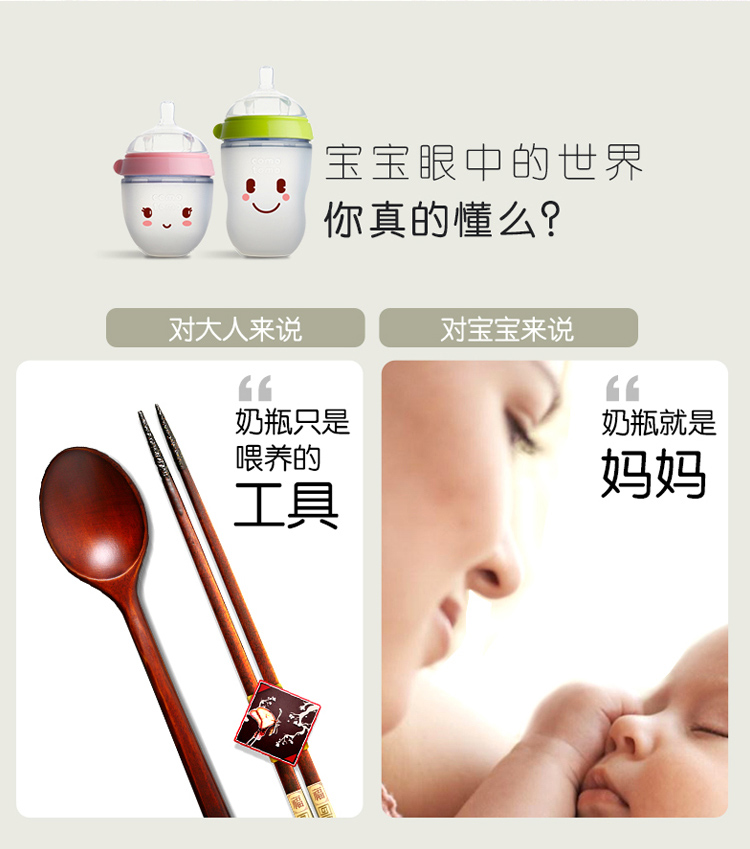 宝宝眼中的世界
你真的懂么?
对大人来说
对宝宝来说
奶瓶只是
喂养的
工具
奶瓶就是
妈妈
福